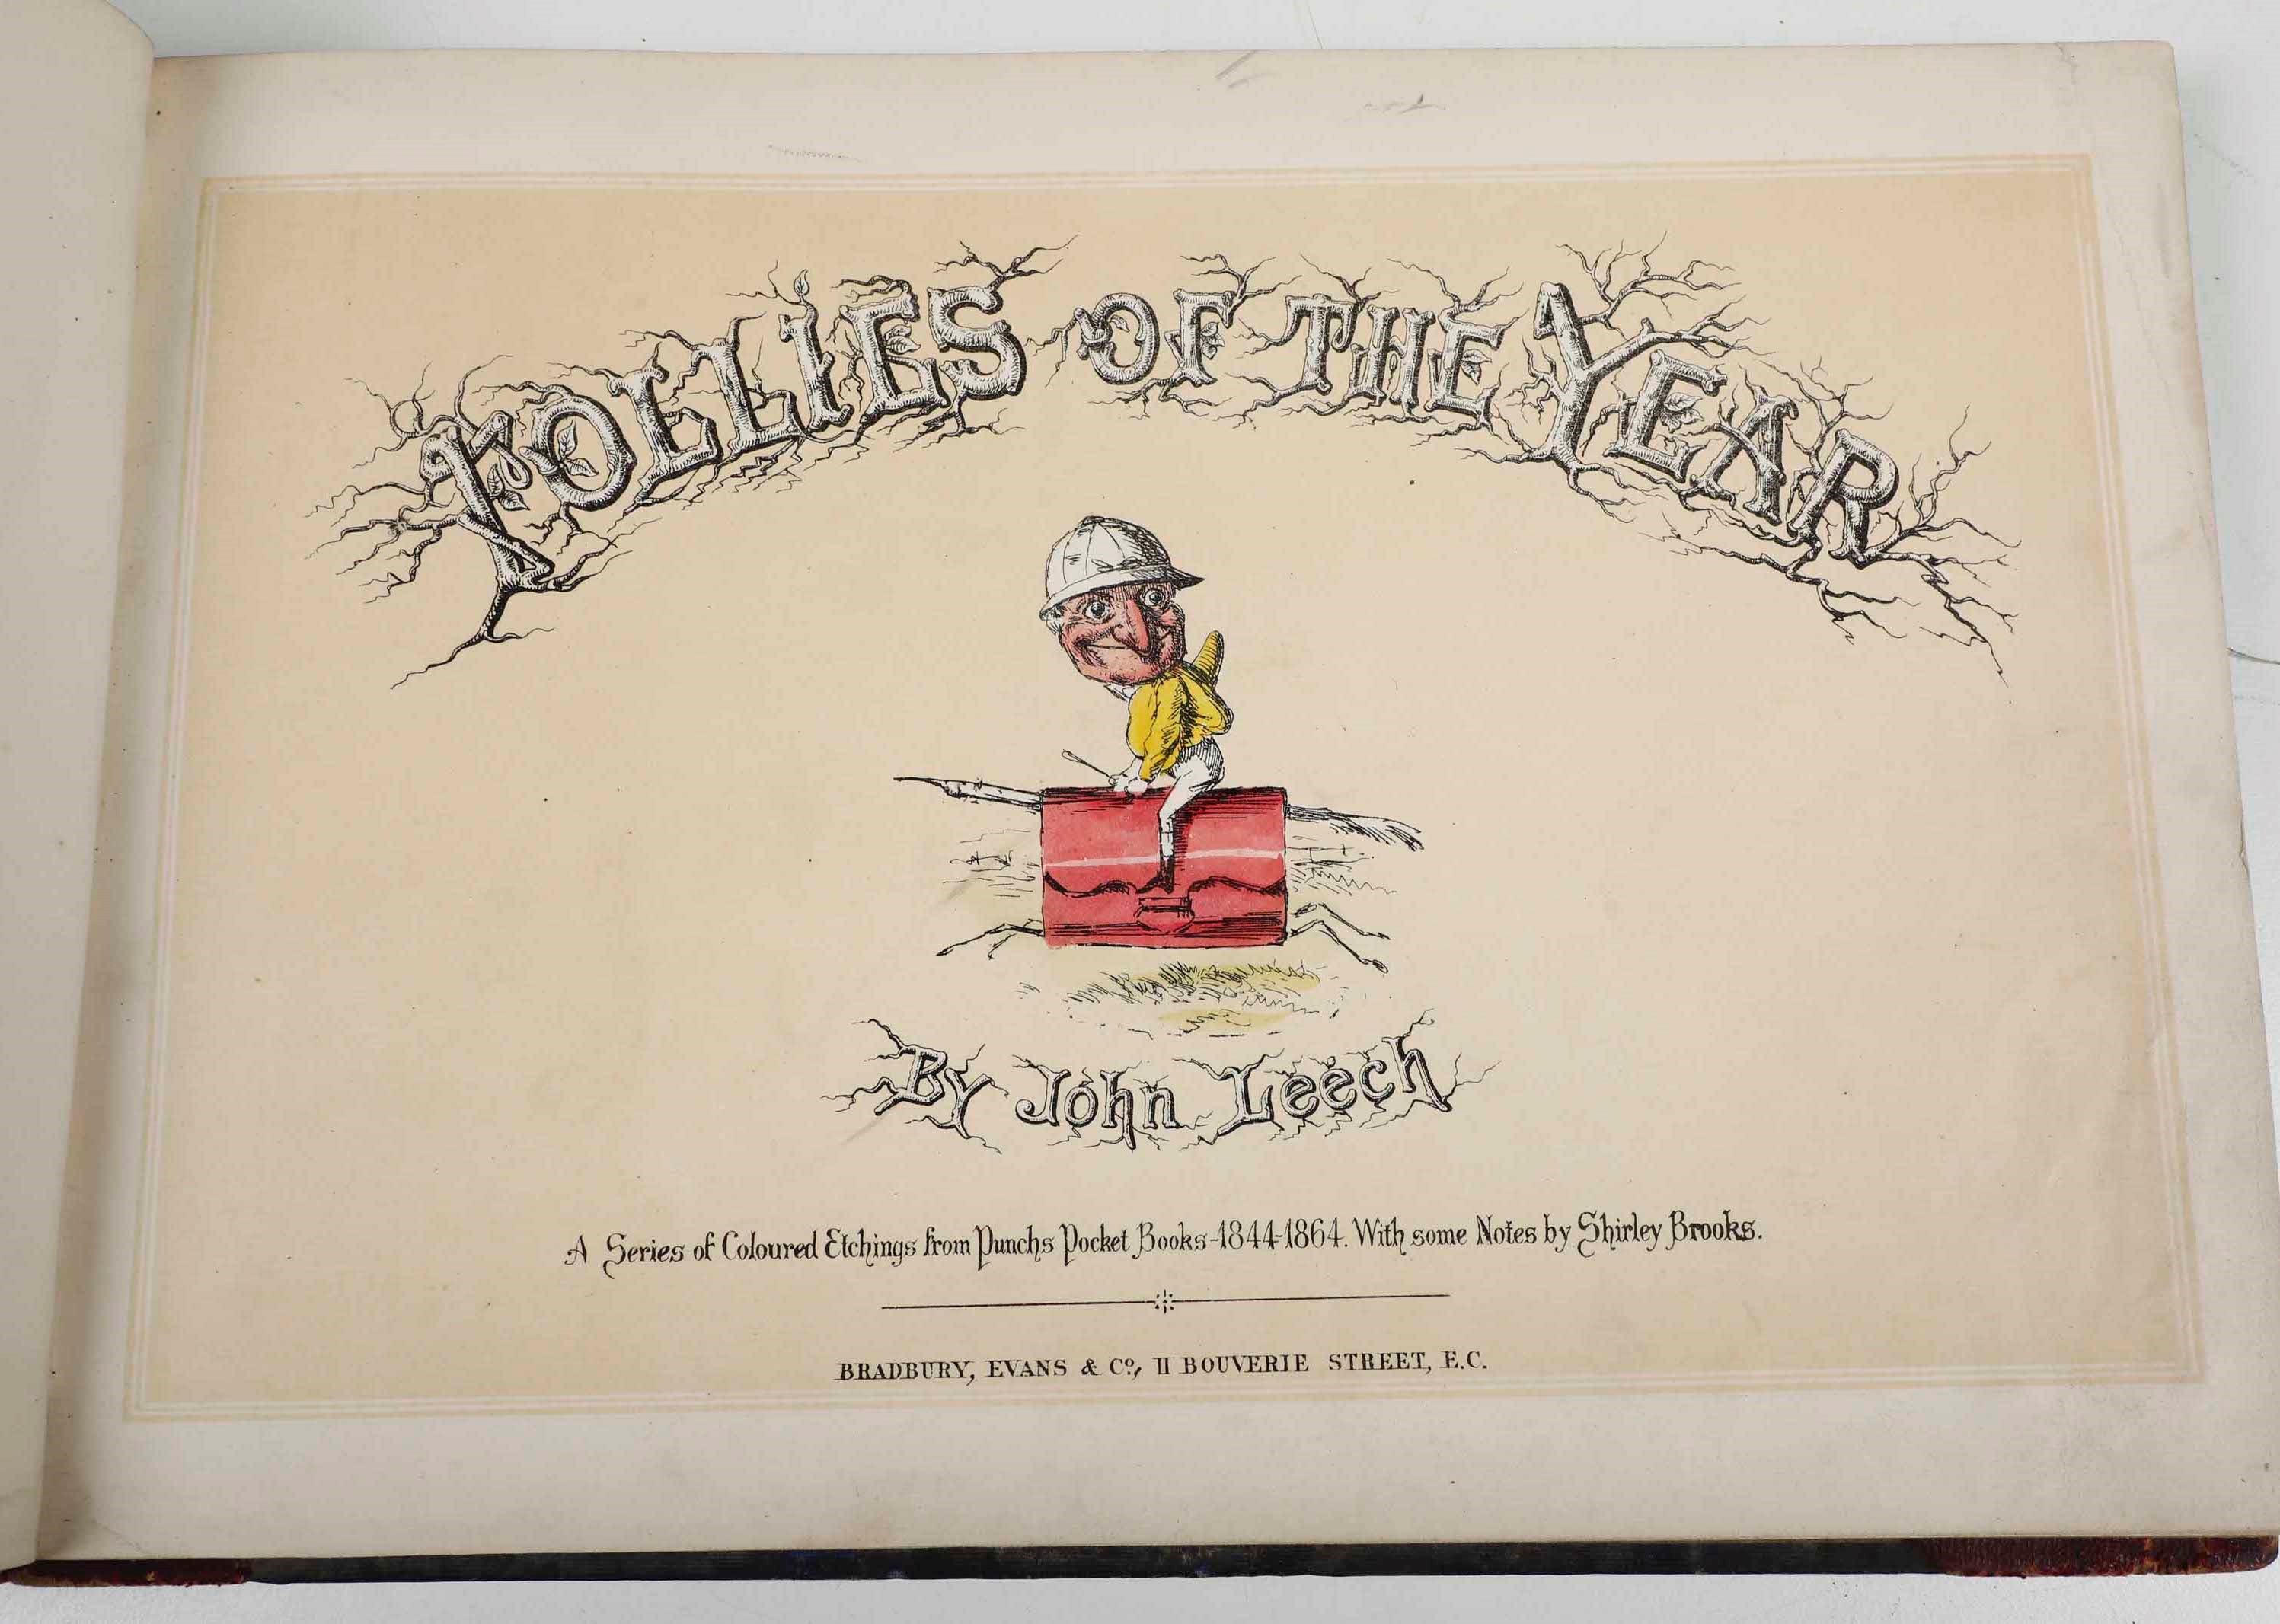 FOLLIES OF THE YEAR
By John Leech
A Series of Coloured Etchings from Punchs Pocket Books-1844-1864. With some Notes by Shirley Brooks.
BRADBURY, EVANS & Co, 11 BOUVERIE STREET, E.C.